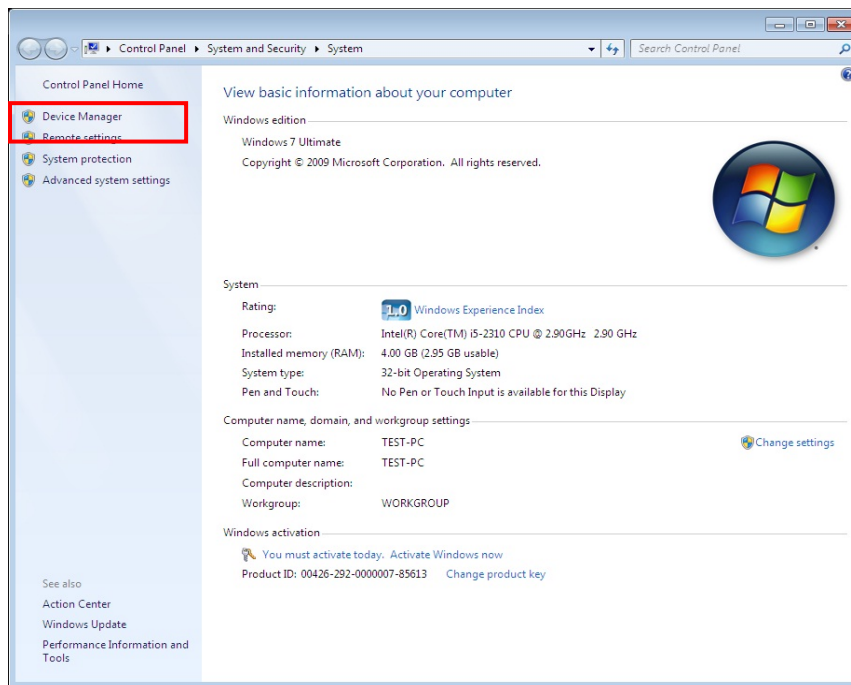 Control Panel ▸ System and Security ▸ System
Search Control Panel
Control Panel Home
Device Manager
Remote settings
System protection
Advanced system settings
See also
Action Center
Windows Update
Performance Information and
Tools
View basic information about your computer
Windows edition
Windows 7 Ultimate
Copyright © 2009 Microsoft Corporation. All rights reserved.
System
Rating: 1.0 Windows Experience Index
Processor: Intel(R) Core(TM) i5-2310 CPU @ 2.90GHz 2.90 GHz
Installed memory (RAM): 4.00 GB (2.95 GB usable)
System type: 32-bit Operating System
Pen and Touch: No Pen or Touch Input is available for this Display
Computer name, domain, and workgroup settings
Computer name: TEST-PC
Change settings
Full computer name: TEST-PC
Computer description:
Workgroup: WORKGROUP
Windows activation
You must activate today. Activate Windows now
Product ID: 00426-292-0000007-85613 Change product key